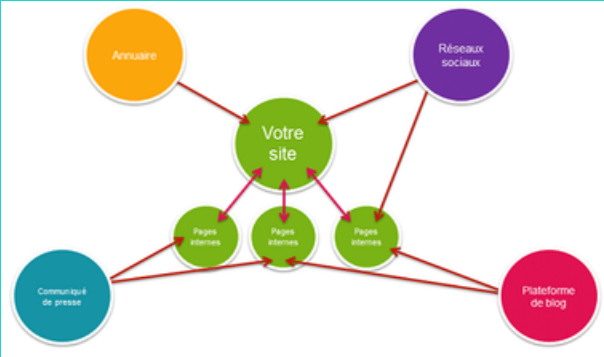 Annuaire
Réseaux
sociaux
Votre
site
Pages
internes
Pages
internes
Pages
internes
Communiqué
de presse
Plateforme
de blog